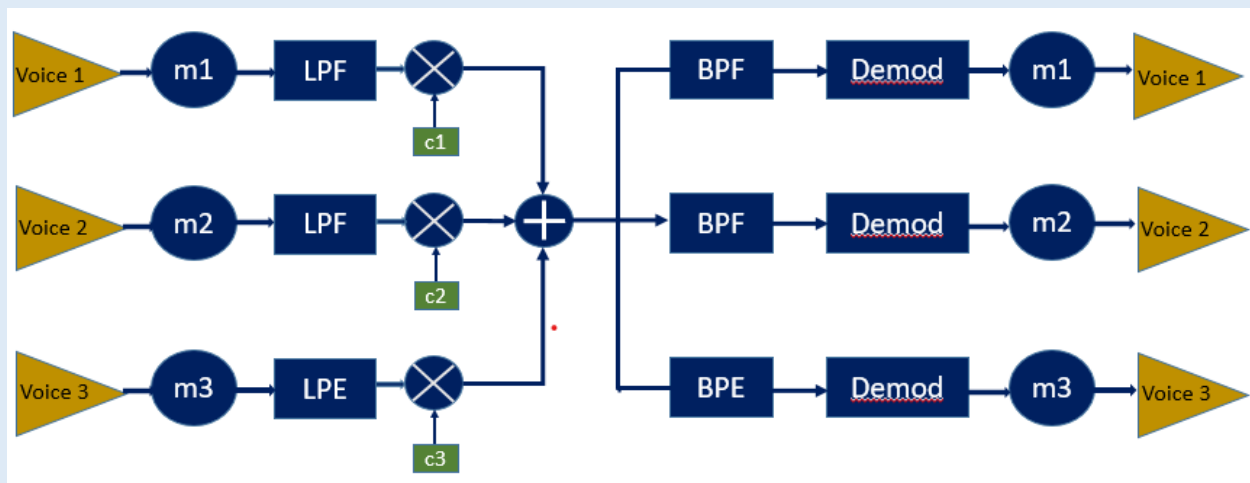 Voice 1 m1 LPF BPF Demod m1 Voice 1
c1
Voice 2 m2 LPF BPF Demod m2 Voice 2
c2
Voice 3 m3 LPE BPE Demod m3 Voice 3
c3